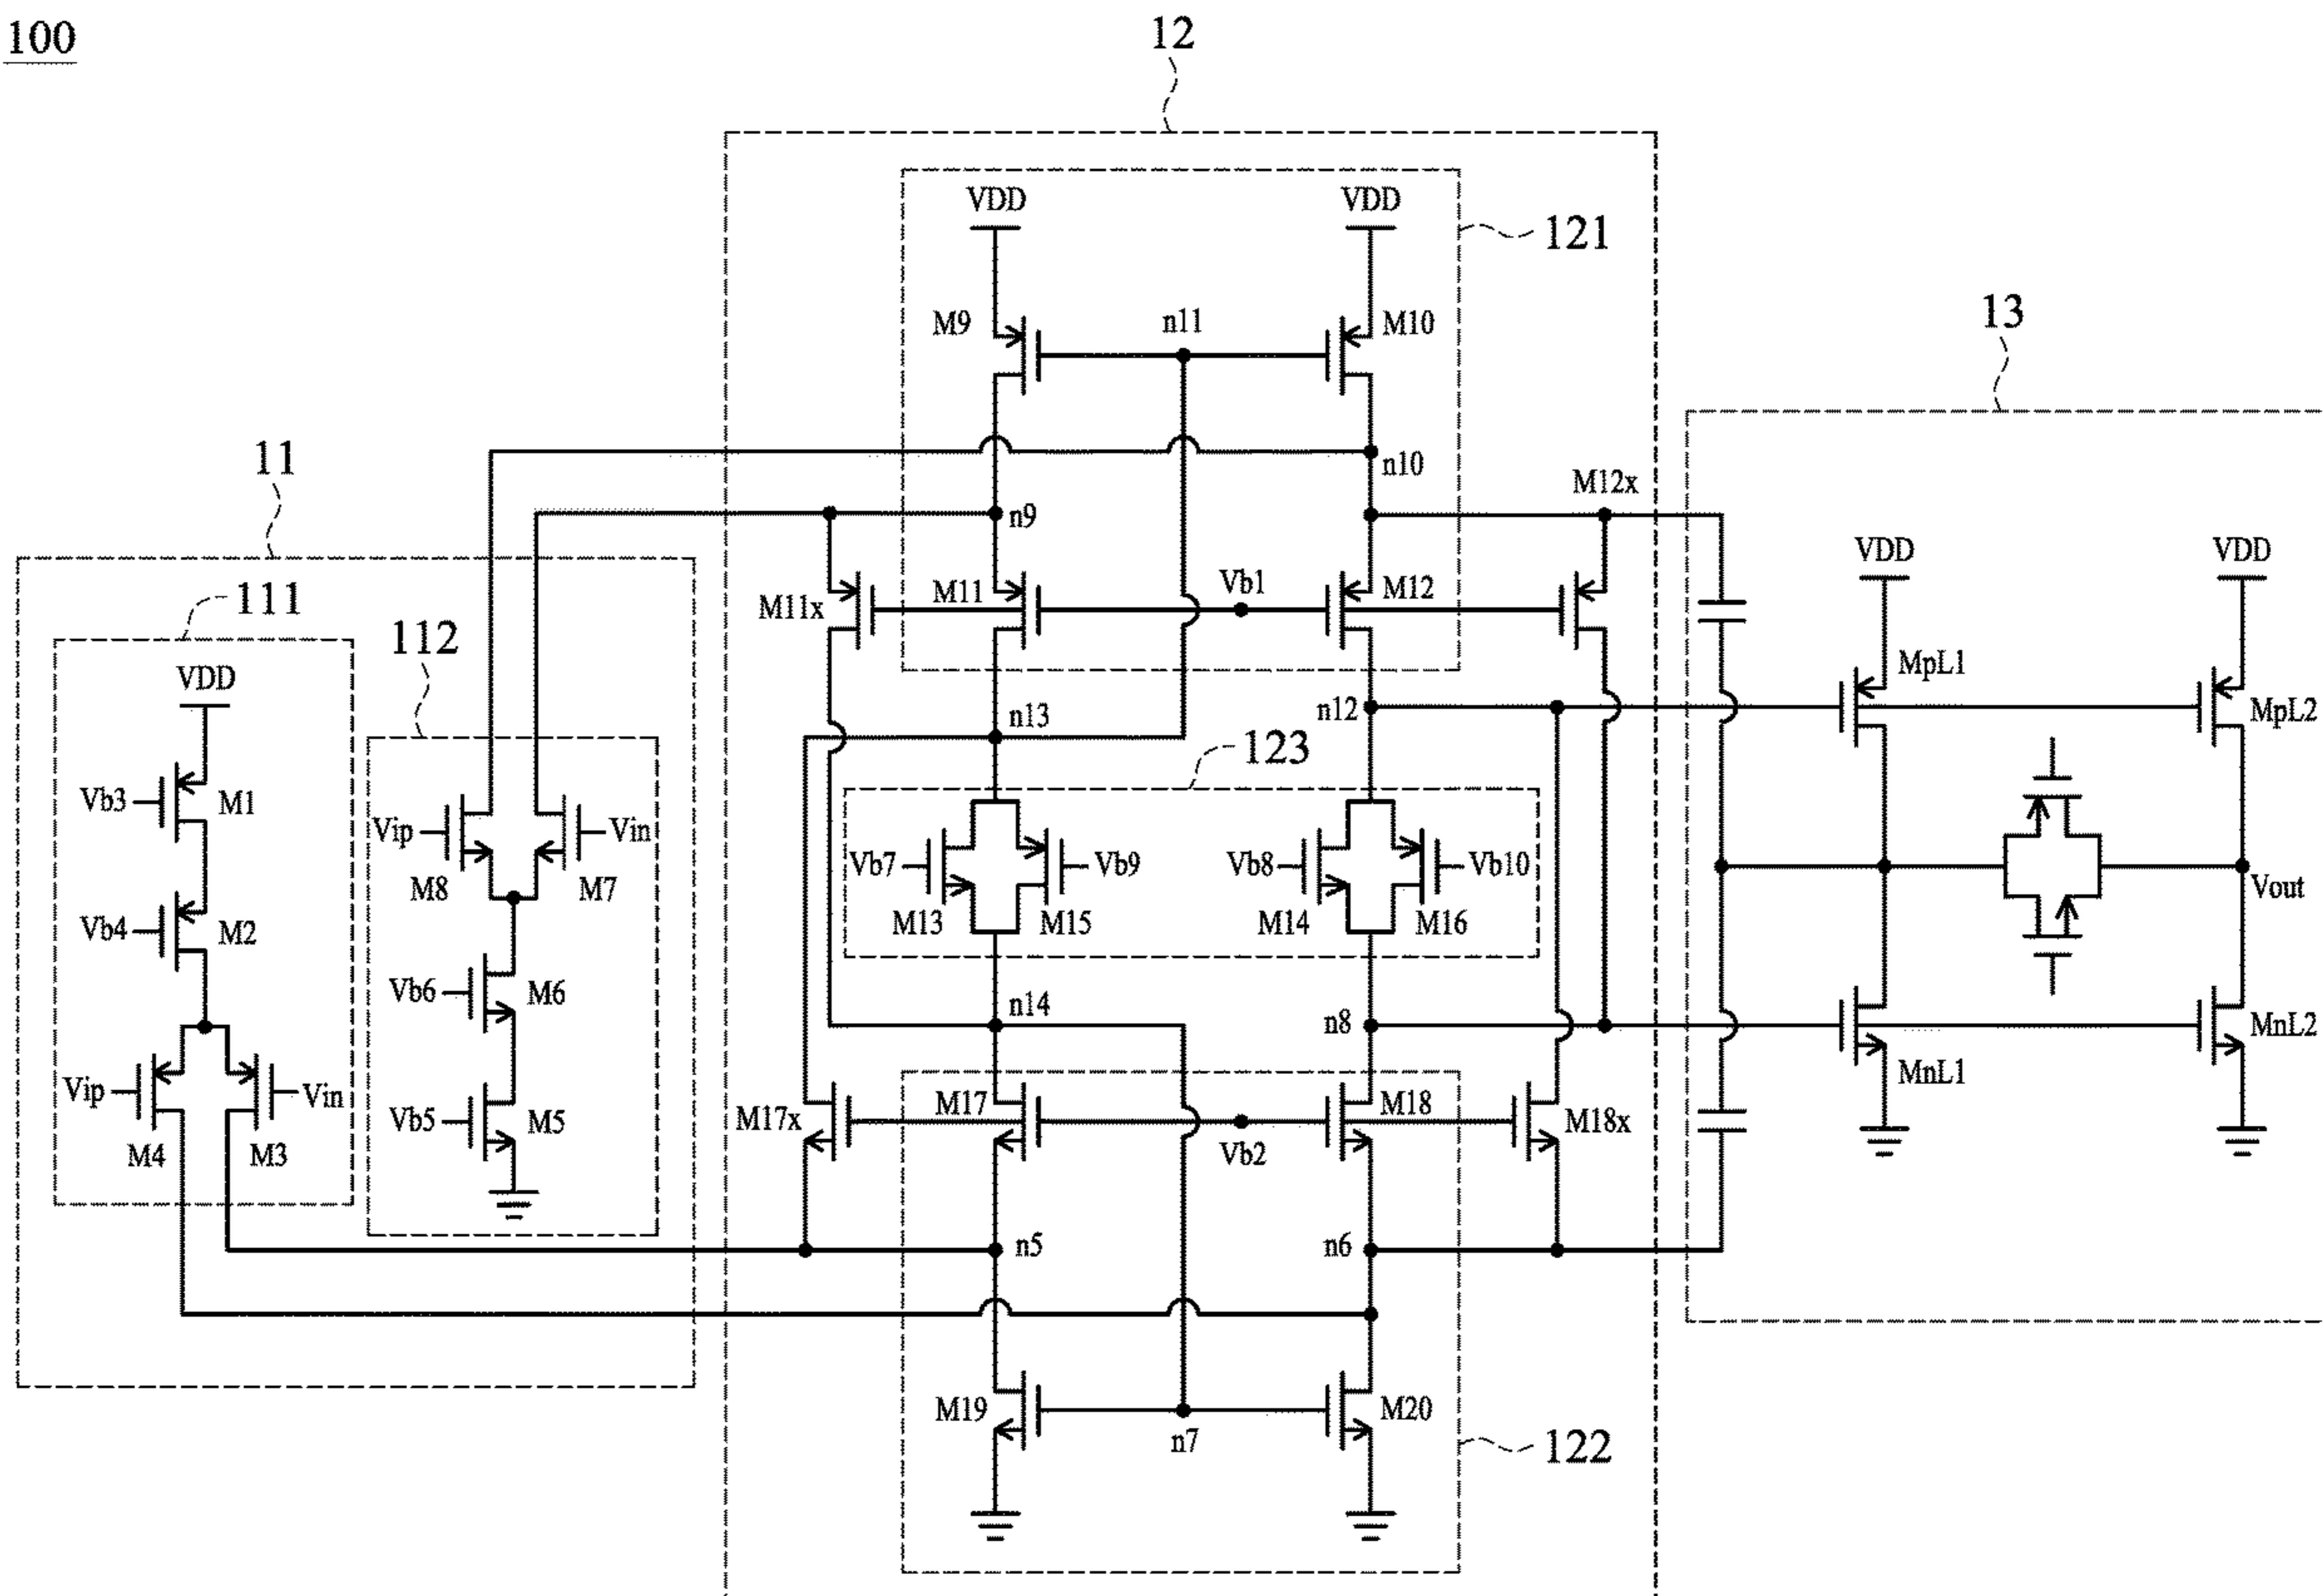 100
12
VDD VDD
121
M9 n11 M10
13
11
n10
M12x
n9
VDD VDD
111
M11x M11 Vb1 M12
112
MpL1
VDD
n13 n12
MpL2
123
Vb3 M1
Vip Vin
Vb7 Vb9 Vb8 Vb10
M8 M7
Vout
M13 M15 M14 M16
Vb4 M2
Vb6 M6
n14 n8
MnL2
MnL1
Vip Vin
M17x M17 M18 M18x
Vb5 M5
M4 M3
Vb2
n5 n6
M19 M20
n7
122